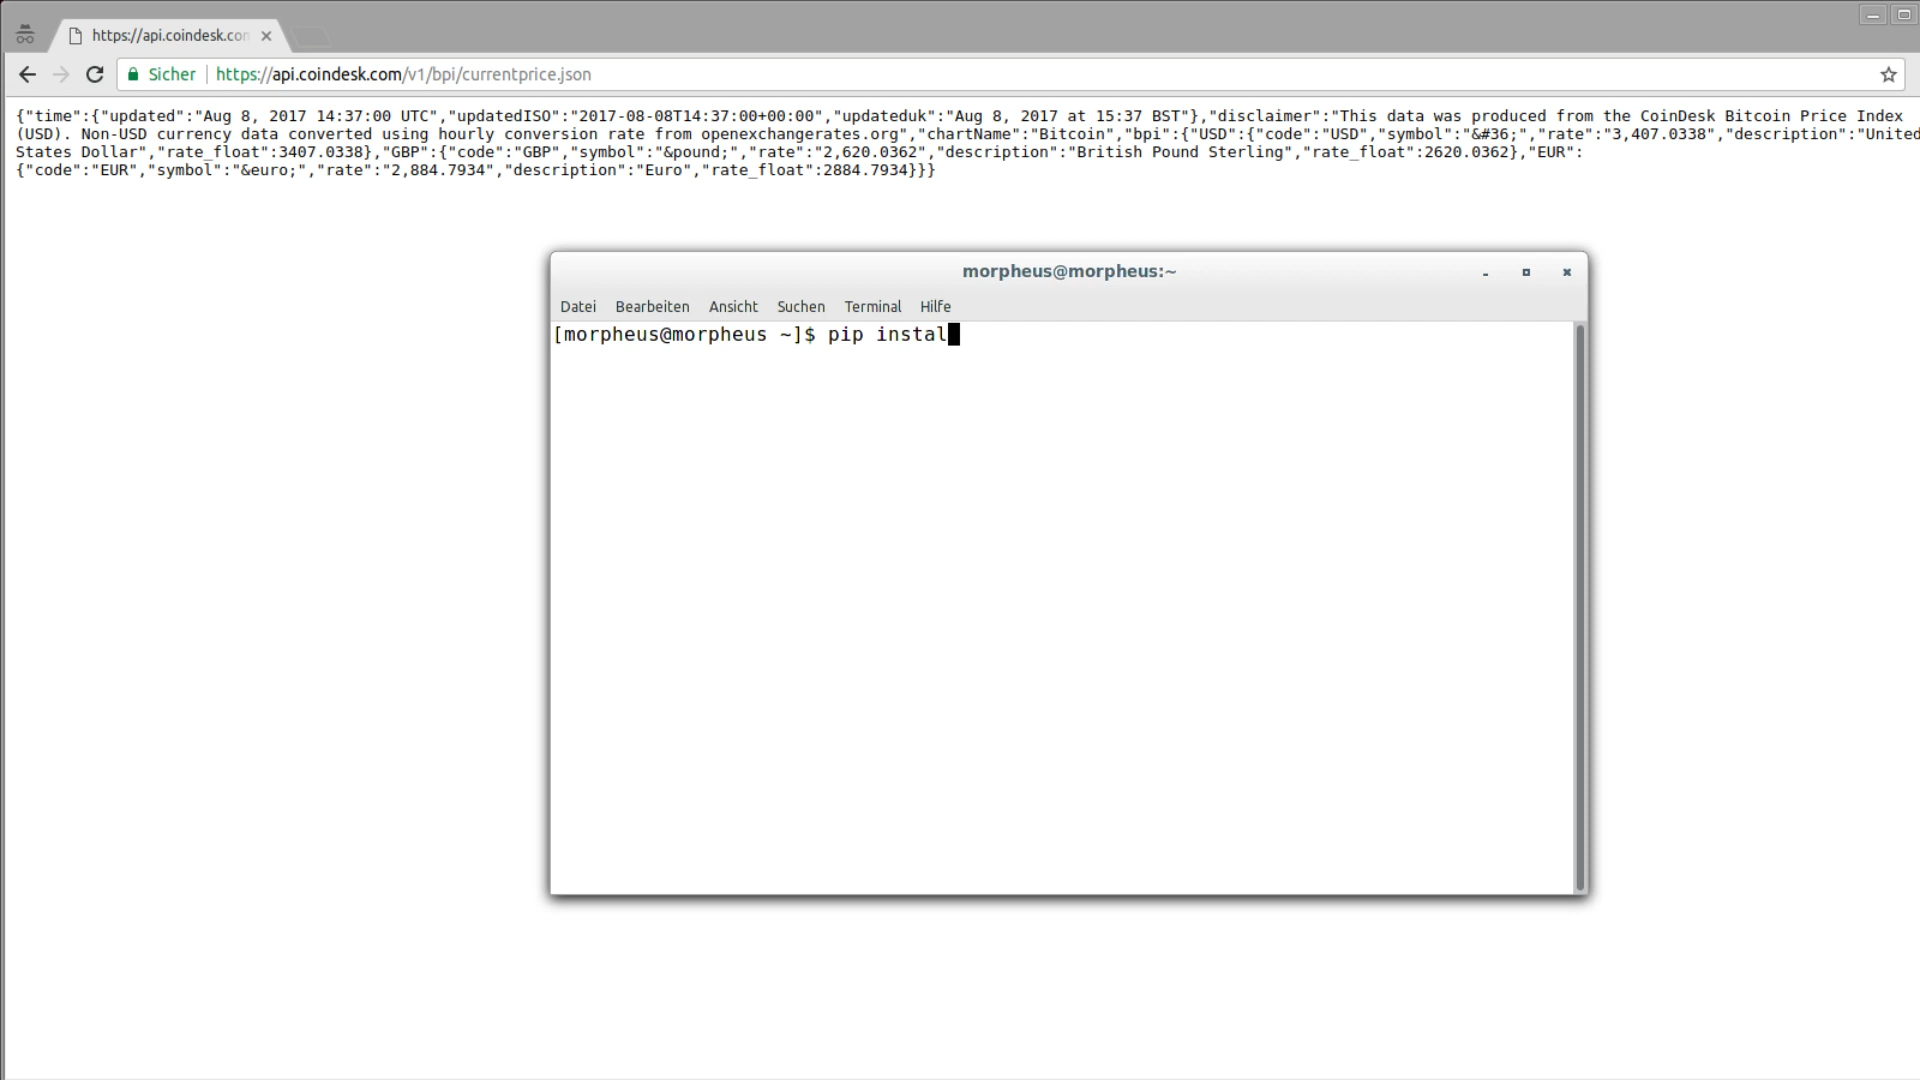 https://api.coindesk.con
Sicher https://api.coindesk.com/v1/bpi/currentprice.json
{"time":{"updated":"Aug 8, 2017 14:37:00 UTC","updatedISO":"2017-08-08T14:37:00+00:00","updateduk":"Aug 8, 2017 at 15:37 BST"},"disclaimer":"This data was produced from the CoinDesk Bitcoin Price Index
(USD). Non-USD currency data converted using hourly conversion rate from openexchangerates.org","chartName":"Bitcoin","bpi":{"USD":{"code":"USD","symbol":"&#36;","rate":"3,407.0338","description":"United
States Dollar","rate_float":3407.0338},"GBP":{"code":"GBP","symbol":"&pound;","rate":"2,620.0362","description":"British Pound Sterling","rate_float":2620.0362},"EUR":
{"code":"EUR","symbol":"&euro;","rate":"2,884.7934","description":"Euro","rate_float":2884.7934}}}
morpheus@morpheus:~
Datei Bearbeiten Ansicht Suchen Terminal Hilfe
[morpheus@morpheus ~]$ pip instal